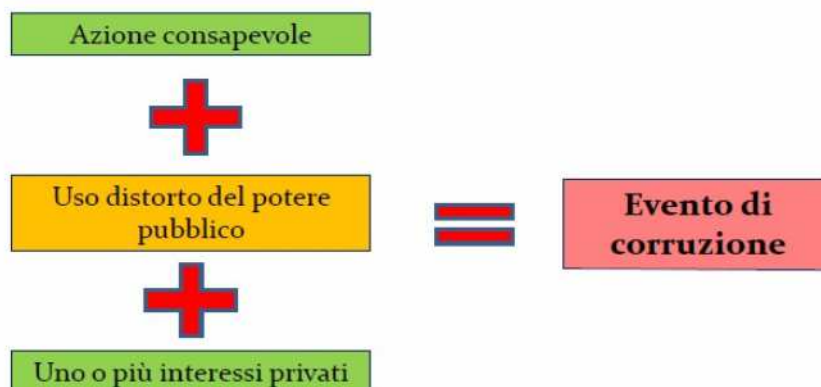 Azione consapevole
Uso distorto del potere
pubblico
Evento di
corruzione
Uno o più interessi privati